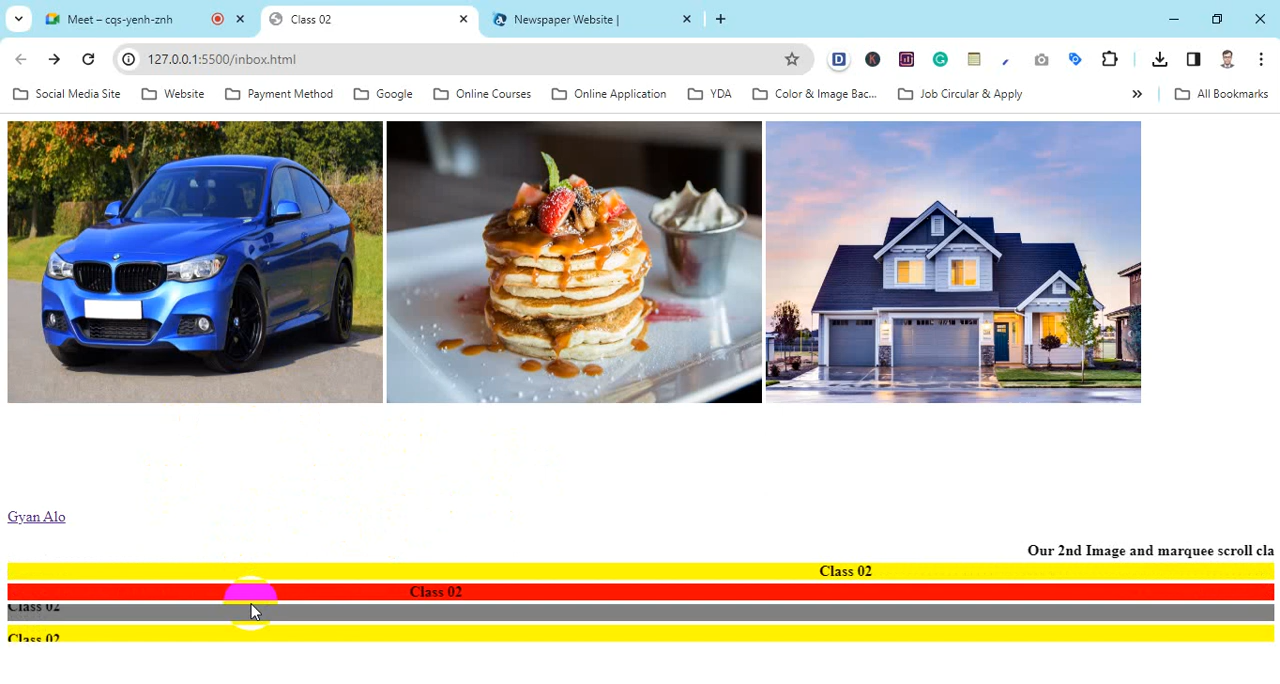 Meet – cqs-yenh-znh
Class 02
Newspaper Website |
127.0.0.1:5500/inbox.html
Social Media Site
Website
Payment Method
Google
Online Courses
Online Application
YDA
Color & Image Bac...
Job Circular & Apply
»
All Bookmarks
Gyan Alo
Our 2nd Image and marquee scroll cla
Class 02
Class 02
Class 02
Class 02